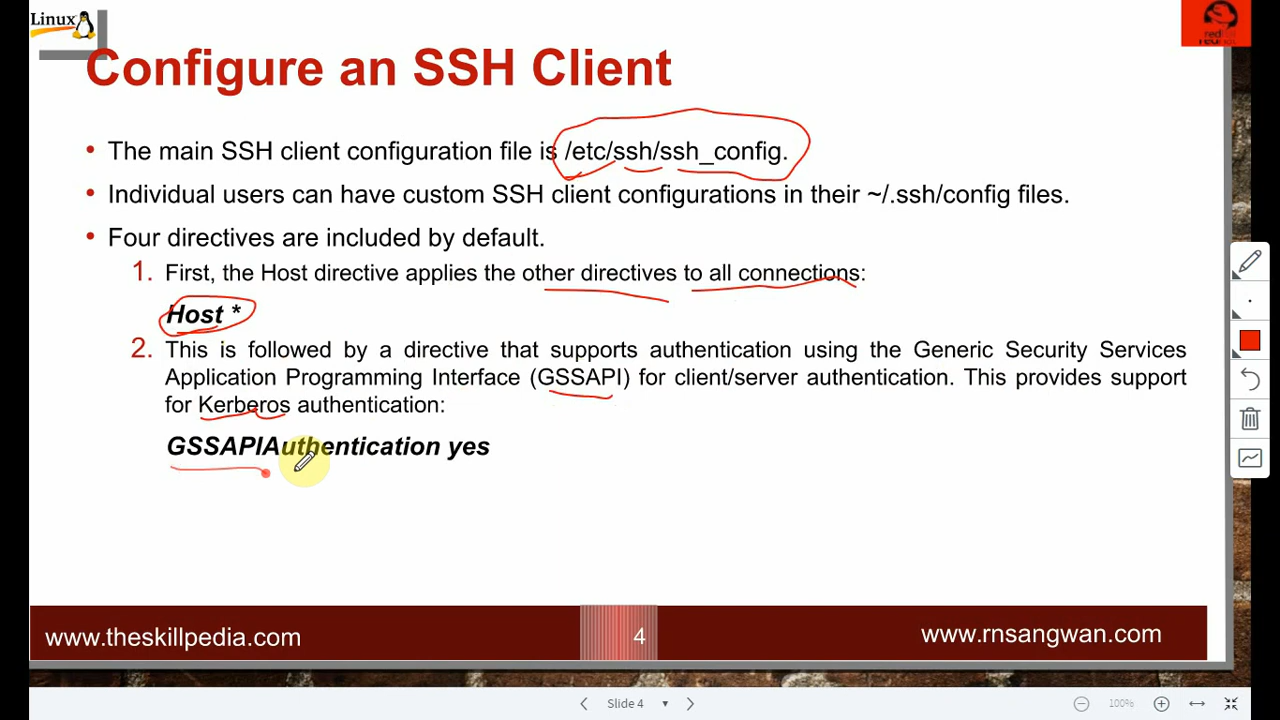 Linux
Configure an SSH Client
• The main SSH client configuration file is /etc/ssh/ssh_config.
• Individual users can have custom SSH client configurations in their ~/.ssh/config files.
• Four directives are included by default.
1. First, the Host directive applies the other directives to all connections:
Host *
2. This is followed by a directive that supports authentication using the Generic Security Services
Application Programming Interface (GSSAPI) for client/server authentication. This provides support
for Kerberos authentication:
GSSAPIAuthentication yes
www.theskillpedia.com
4
www.rnsangwan.com
Slide 4
100%